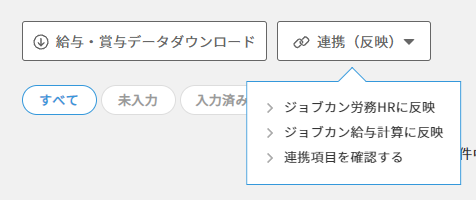 給与・賞与データダウンロード
連携（反映）
すべて
未入力
入力済み
ジョブカン労務HRに反映
ジョブカン給与計算に反映
連携項目を確認する
件中